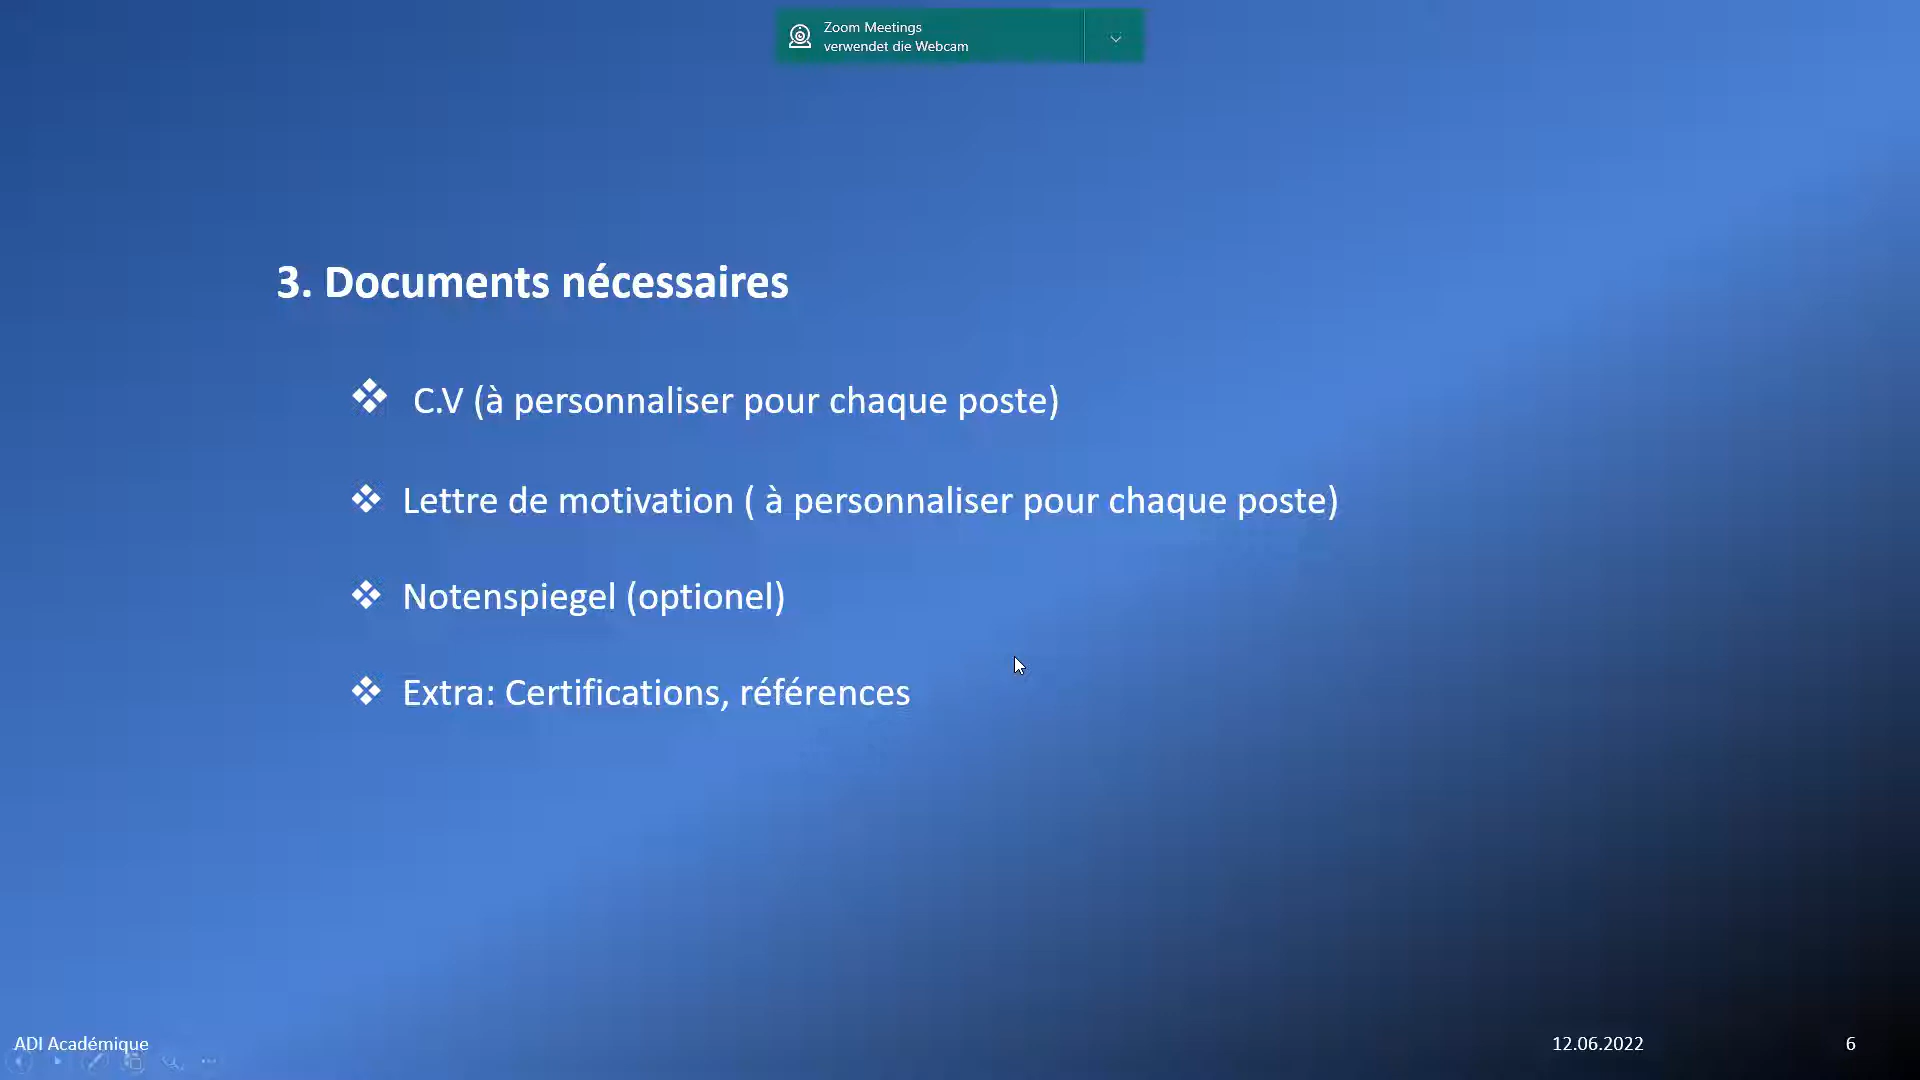 Zoom Meetings
verwendet die Webcam
3. Documents nécessaires
C.V (à personnaliser pour chaque poste)
Lettre de motivation ( à personnaliser pour chaque poste)
Notenspiegel (optionel)
Extra: Certifications, références
ADI Académique
12.06.2022
6